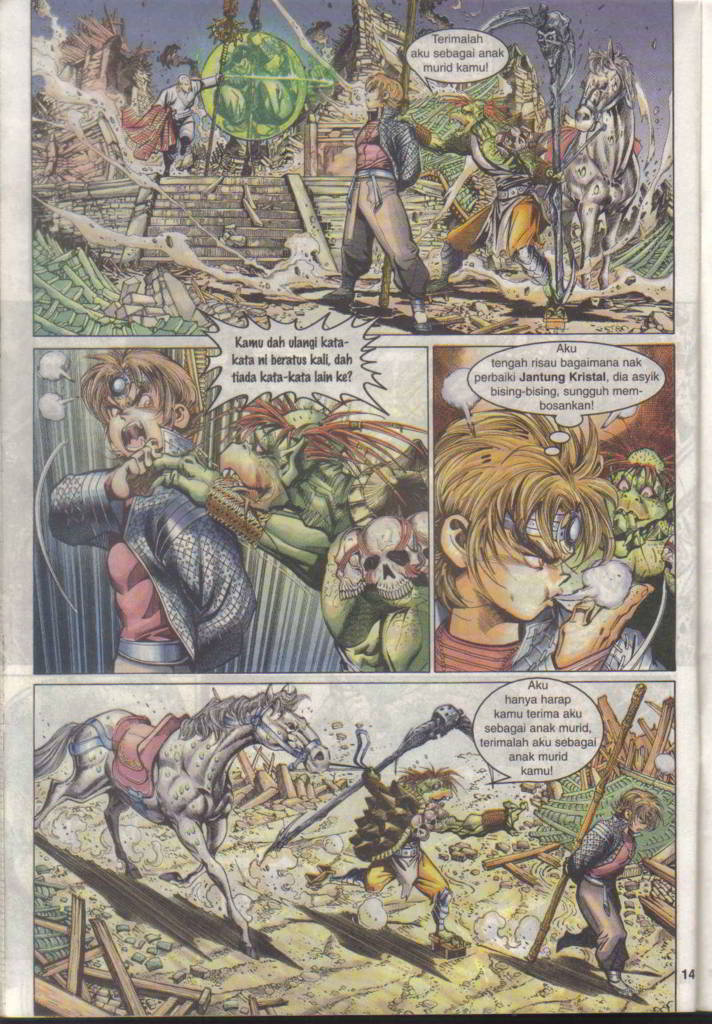 Terimalah
aku sebagai anak
murid kamu!
Kamu dah ulangi kata-
kata ni beratus kali, dah
tiada kata-kata lain ke?
Aku
tengah risau bagaimana nak
perbaiki Jantung Kristal, dia asyik
bising-bising, sungguh mem-
bosankan!
Aku
hanya harap
kamu terima aku
sebagai anak murid,
terimalah aku sebagai
anak murid
kamu!
14